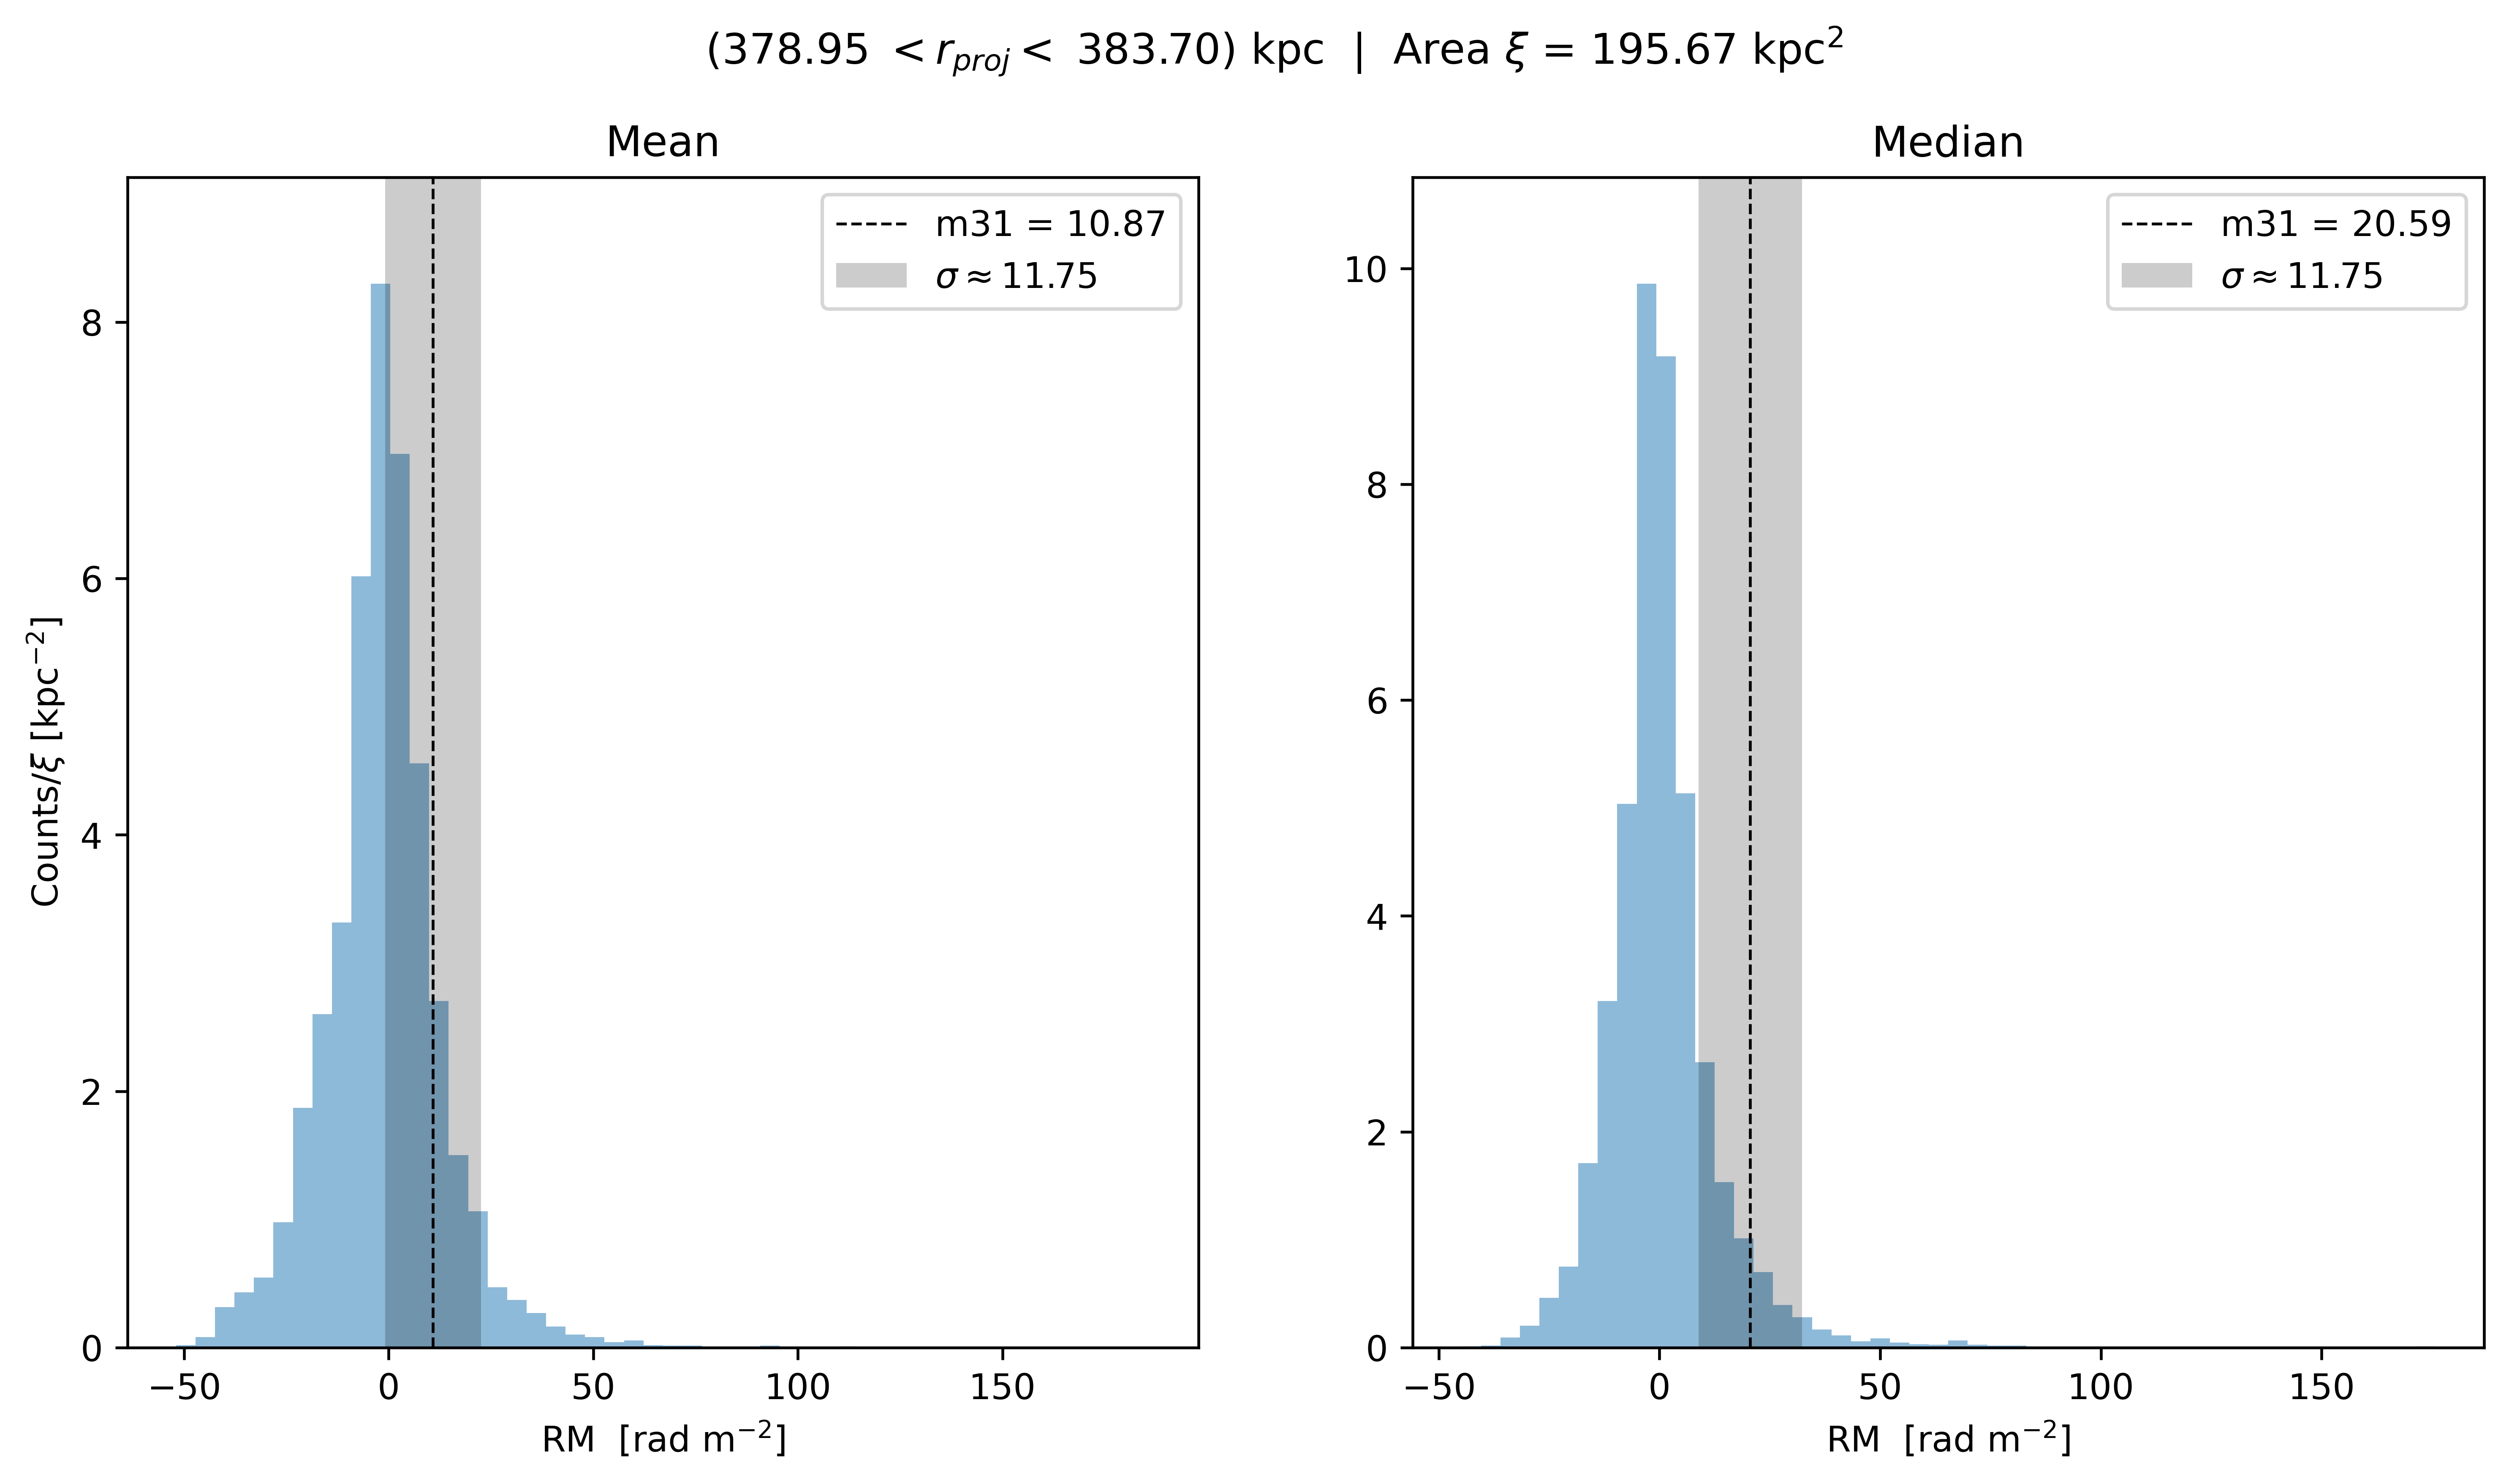 (378.95 < r_proj < 383.70) kpc | Area ξ = 195.67 kpc²
Mean
m31 = 10.87
σ ≈ 11.75
8
6
4
2
0
Counts/ξ [kpc⁻²]
−50 0 50 100 150
RM [rad m⁻²]
Median
m31 = 20.59
σ ≈ 11.75
10
8
6
4
2
0
−50 0 50 100 150
RM [rad m⁻²]